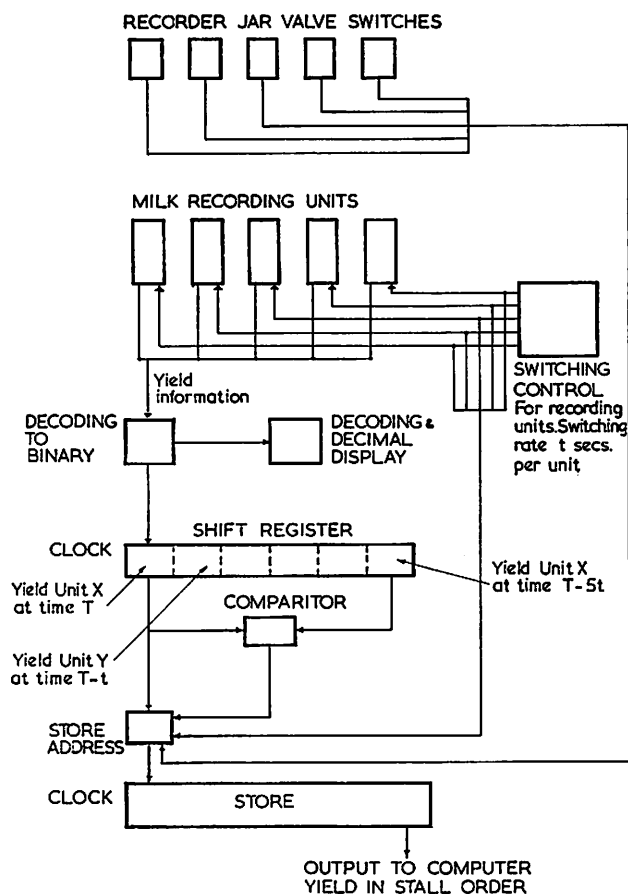 RECORDER JAR VALVE SWITCHES
MILK RECORDING UNITS
Yield
information
SWITCHING
CONTROL
For recording
units.Switching
rate t secs.
per unit
DECODING
TO
BINARY
DECODING &
DECIMAL
DISPLAY
SHIFT REGISTER
CLOCK
Yield Unit X
at time T
Yield Unit X
at time T-5t
COMPARITOR
Yield Unit Y
at time T-t
STORE
ADDRESS
CLOCK
STORE
OUTPUT TO COMPUTER
YIELD IN STALL ORDER